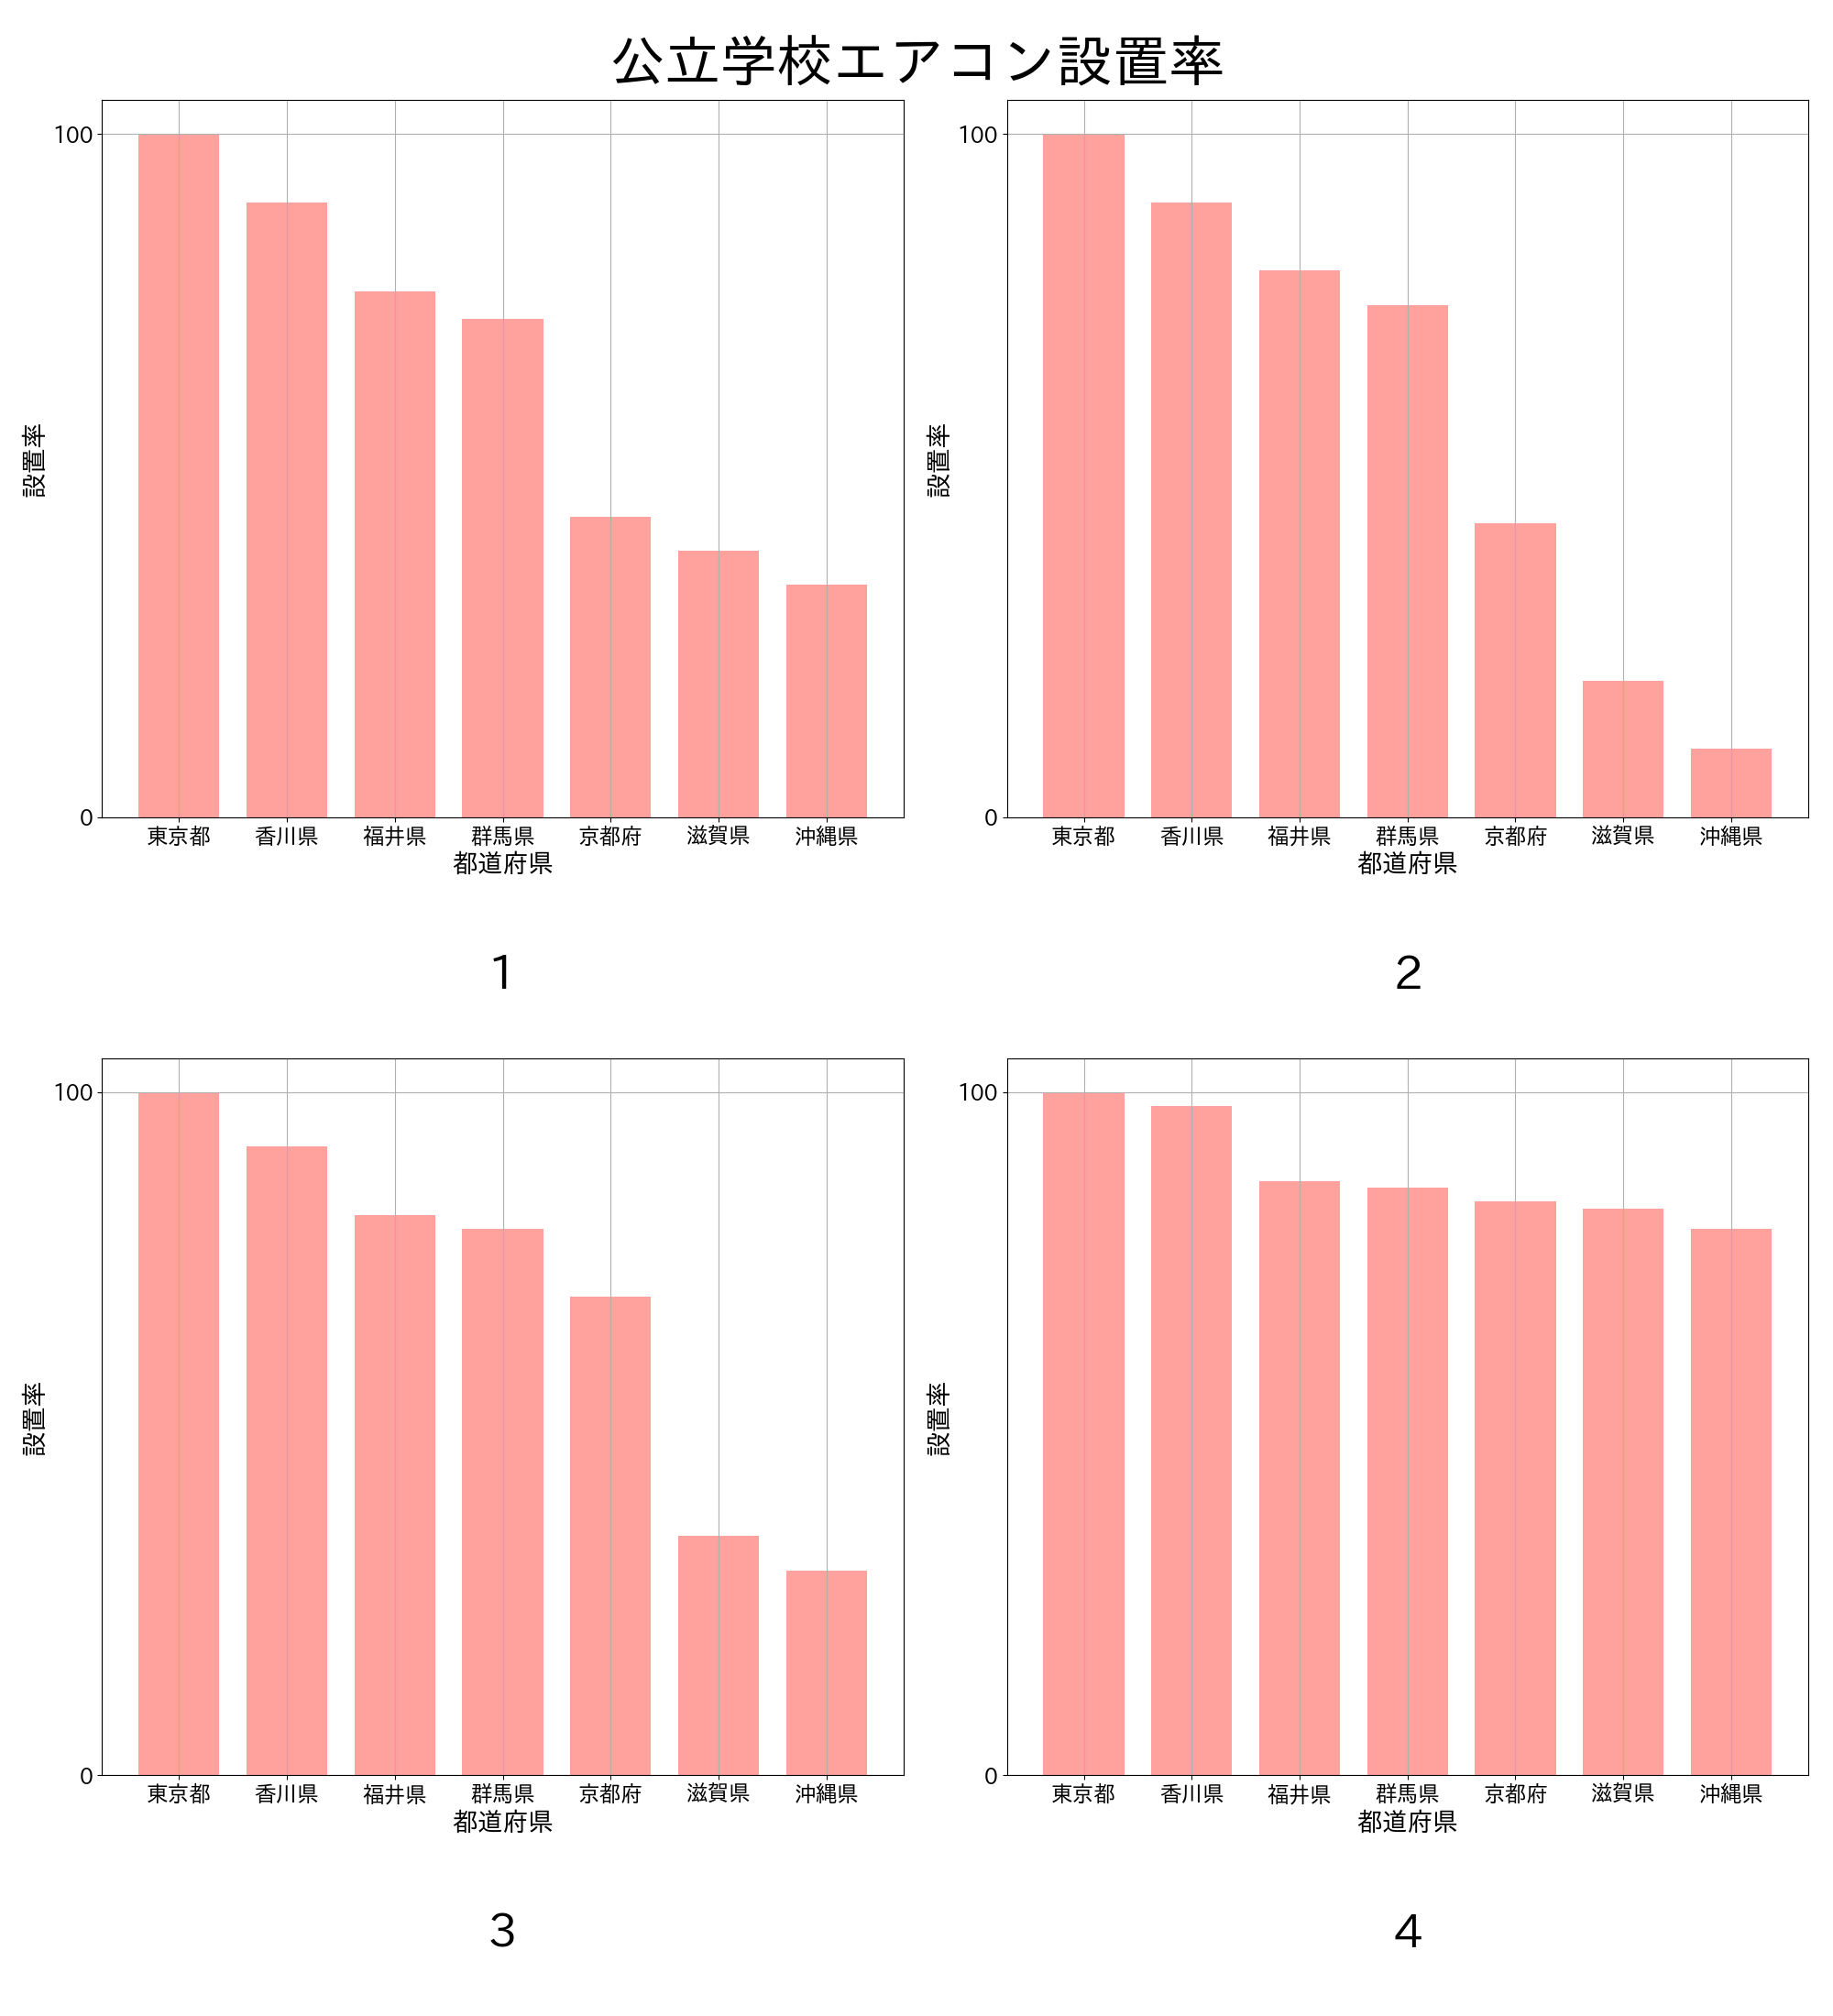 公立学校エアコン設置率
100
0
設置率
東京都 香川県 福井県 群馬県 京都府 滋賀県 沖縄県
都道府県
1
100
0
設置率
東京都 香川県 福井県 群馬県 京都府 滋賀県 沖縄県
都道府県
2
100
0
設置率
東京都 香川県 福井県 群馬県 京都府 滋賀県 沖縄県
都道府県
3
100
0
設置率
東京都 香川県 福井県 群馬県 京都府 滋賀県 沖縄県
都道府県
4